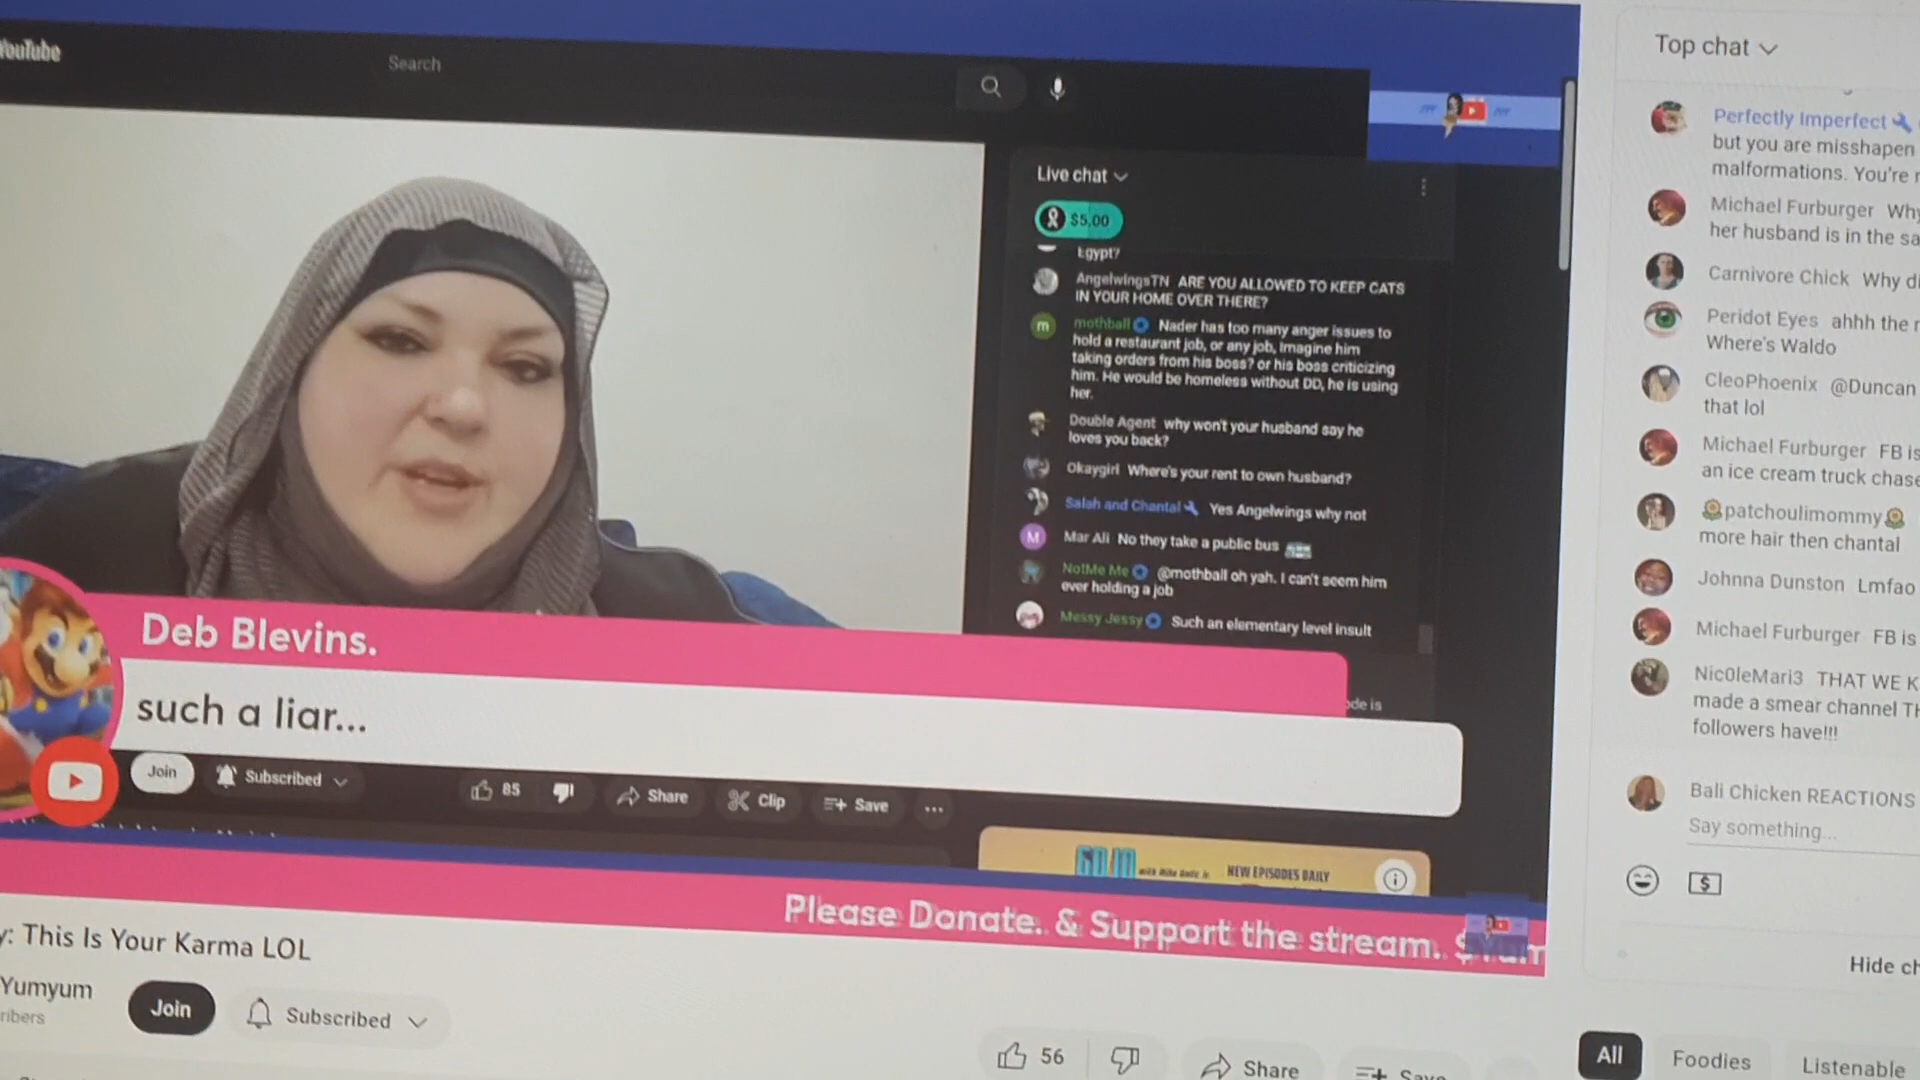 YouTube
Search
Live chat
$5.00
Egypt?
AngelwingsTN ARE YOU ALLOWED TO KEEP CATS
IN YOUR HOME OVER THERE?
m
mothball Nader has too many anger issues to
hold a restaurant job, or any job, imagine him
taking orders from his boss? or his boss criticizing
him. He would be homeless without DD, he is using
her.
Double Agent why won't your husband say he
loves you back?
Okaygirl Where's your rent to own husband?
Salah and Chantal Yes Angelwings why not
M
Mar Ali No they take a public bus
NotMe Me @mothball oh yah. I can't seem him
ever holding a job
Messy Jessy Such an elementary level insult
ode is
Deb Blevins.
such a liar...
Join
Subscribed
85
Share
Clip
Save
...
GO/10
NEW EPISODES DAILY
Please Donate. & Support the stream.
y: This Is Your Karma LOL
Yumyum
ribers
Join
Subscribed
56
Share
Save
Top chat
Perfectly Imperfect
but you are misshapen
malformations. You're
Michael Furburger Why
her husband is in the sa
Carnivore Chick Why di
Peridot Eyes ahhh the
Where's Waldo
CleoPhoenix @Duncan
that lol
Michael Furburger FB is
an ice cream truck chase
patchoulimommy
more hair then chantal
Johnna Dunston Lmfao
Michael Furburger FB is
Nic0leMari3 THAT WE K
made a smear channel TH
followers have!!!
Bali Chicken REACTIONS
Say something...
$
Hide ch
All
Foodies
Listenable